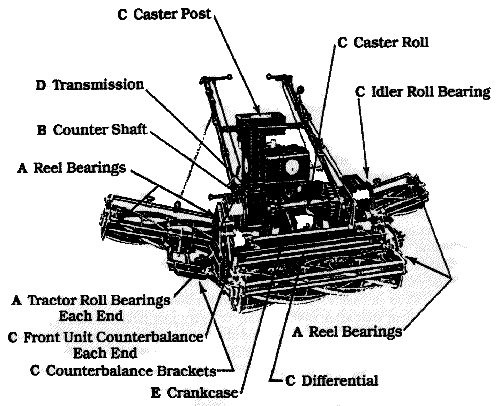 C Caster Post
C Caster Roll
D Transmission
C Idler Roll Bearing
B Counter Shaft
A Reel Bearings
A Tractor Roll Bearings
Each End
A Reel Bearings
C Front Unit Counterbalance
Each End
C Counterbalance Brackets
C Differential
E Crankcase